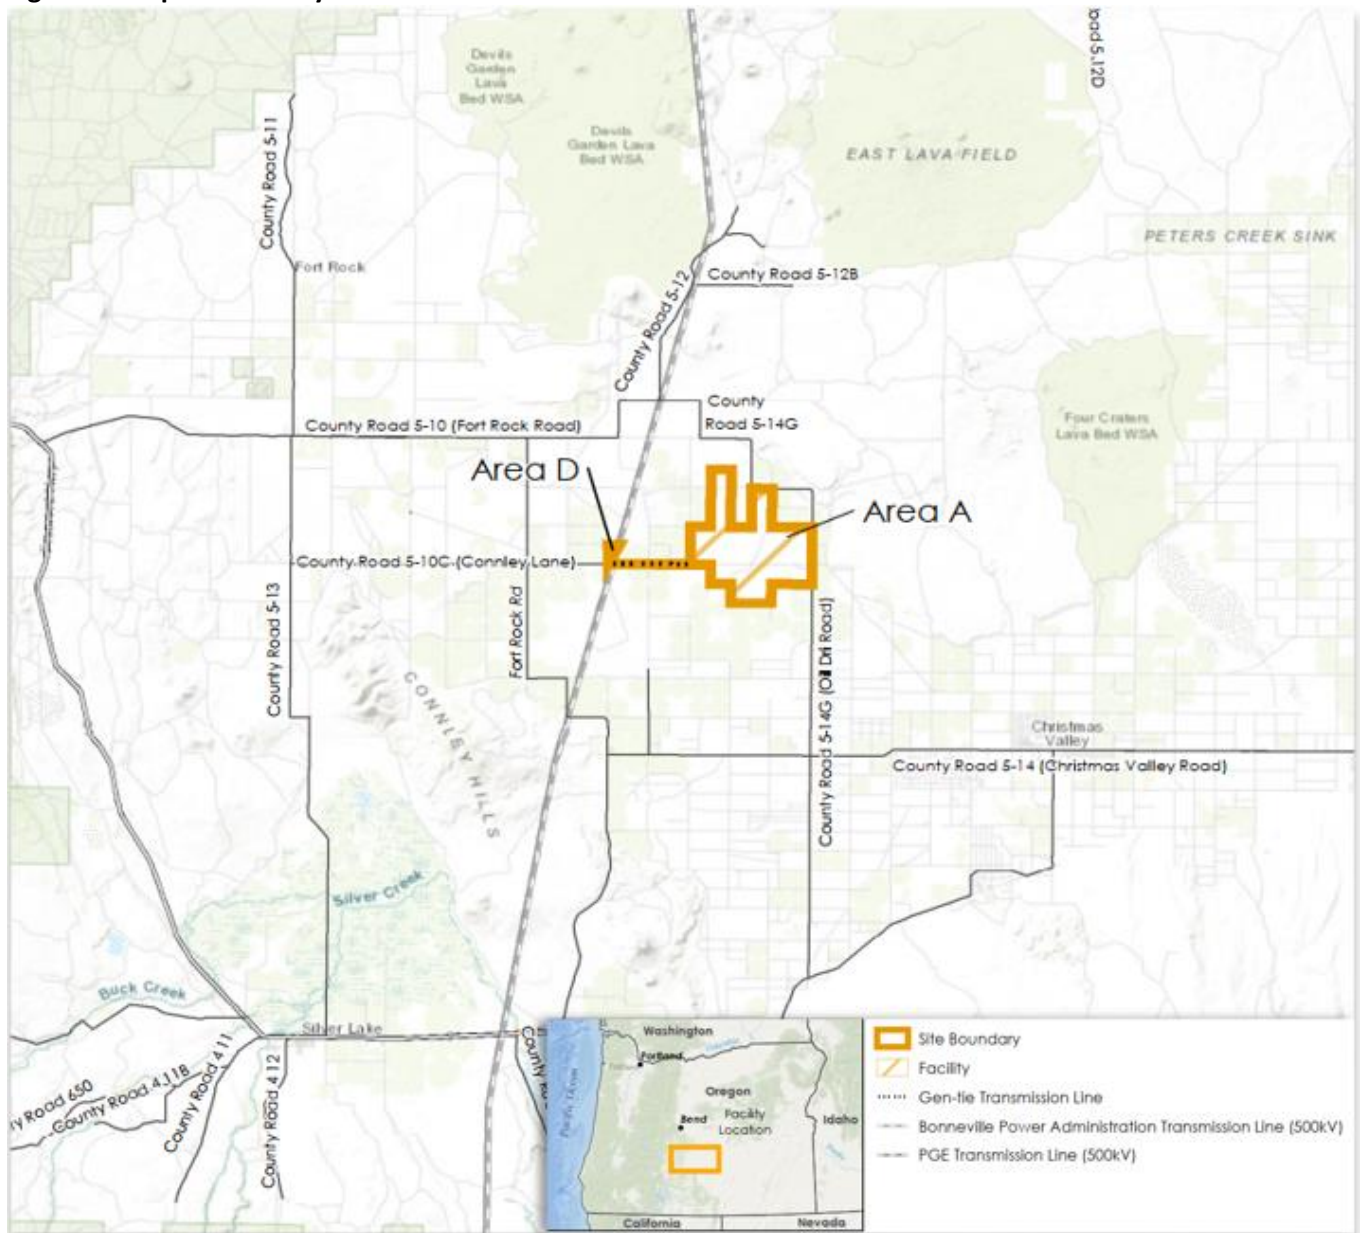 Devils
Garden
Lava
Bed WSA
Devils
Garden Lava
Bed WSA
EAST LAVA FIELD
PETERS CREEK SINK
County Road 5-11
Fort Rock
County Road 5-12
County Road 5-12B
County
Road 5-14G
Four Craters
Lava Bed WSA
County Road 5-10 (Fort Rock Road)
Area D
Area A
County Road 5-10C (Connley Lane)
County Road 5-13
Fort Rock Rd
CONNLEY HILLS
County Road 5-14G
Road)
Christmas
Valley
County Road 5-14 (Christmas Valley Road)
Silver Creek
Buck Creek
Silver Lake
Road 650
County Road 4 11B
County Road 4 11
County Road 4 12
County
Washington
Portland
Oregon
Bend
Facility
Location
Idaho
Pacific Ocean
California
Nevada
Site Boundary
Facility
Gen-tie Transmission Line
Bonneville Power Administration Transmission Line (500kV)
PGE Transmission Line (500kV)